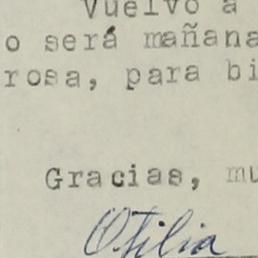 Vuelvo a
o será mañana
rosa, para bi
Gracias, mu
Otilia